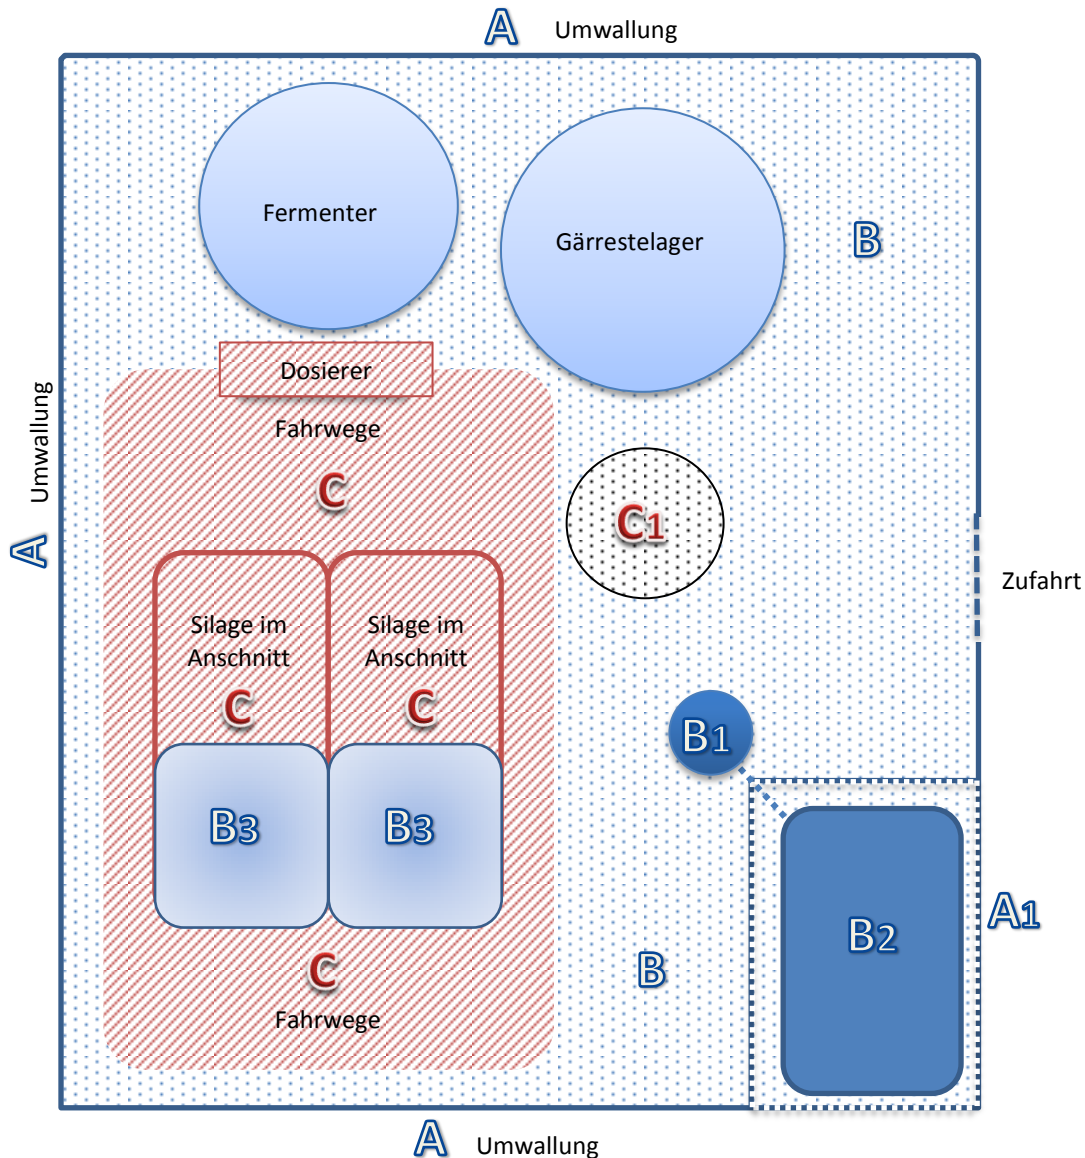 A Umwallung
Fermenter
Gärrestelager
B
Dosierer
Fahrwege
Umwallung
A
C
C1
Zufahrt
Silage im
Anschnitt
Silage im
Anschnitt
C
C
B1
B3
B3
A1
B2
C
B
Fahrwege
A Umwallung